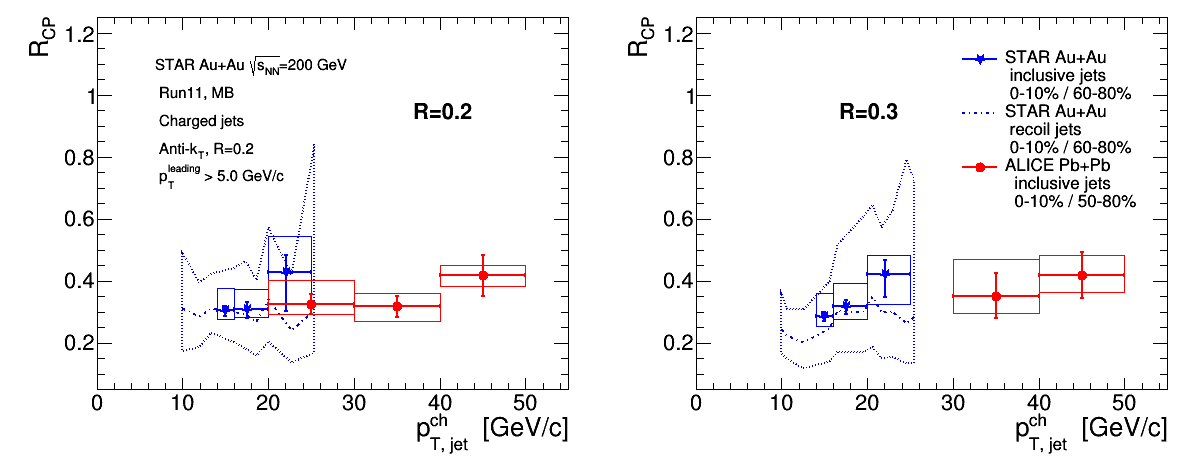 R_CP
1.2
1
0.8
0.6
0.4
0.2
STAR Au+Au √s_NN=200 GeV
Run11, MB
Charged jets
Anti-k_T, R=0.2
p_T^leading > 5.0 GeV/c
R=0.2
0 10 20 30 40 50
p_T, jet^ch [GeV/c]
R_CP
1.2
1
0.8
0.6
0.4
0.2
R=0.3
STAR Au+Au
inclusive jets
0-10% / 60-80%
STAR Au+Au
recoil jets
0-10% / 60-80%
ALICE Pb+Pb
inclusive jets
0-10% / 50-80%
0 10 20 30 40 50
p_T, jet^ch [GeV/c]